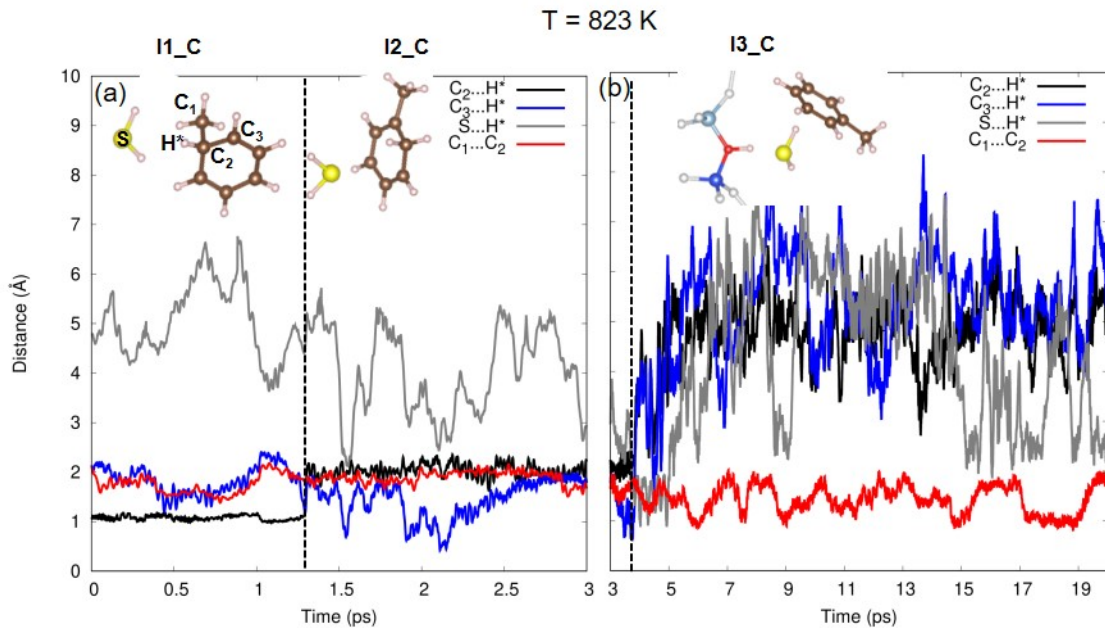 T = 823 K
I1_C
I2_C
I3_C
(a)
C₁
S
H*
C₂
C₃
C₂...H*
C₃...H*
S...H*
C₁...C₂
(b)
C₂...H*
C₃...H*
S...H*
C₁...C₂
Distance (Å)
10
9
8
7
6
5
4
3
2
1
0
0 0.5 1 1.5 2 2.5 3
3 5 7 9 11 13 15 17 19
Time (ps)
Time (ps)